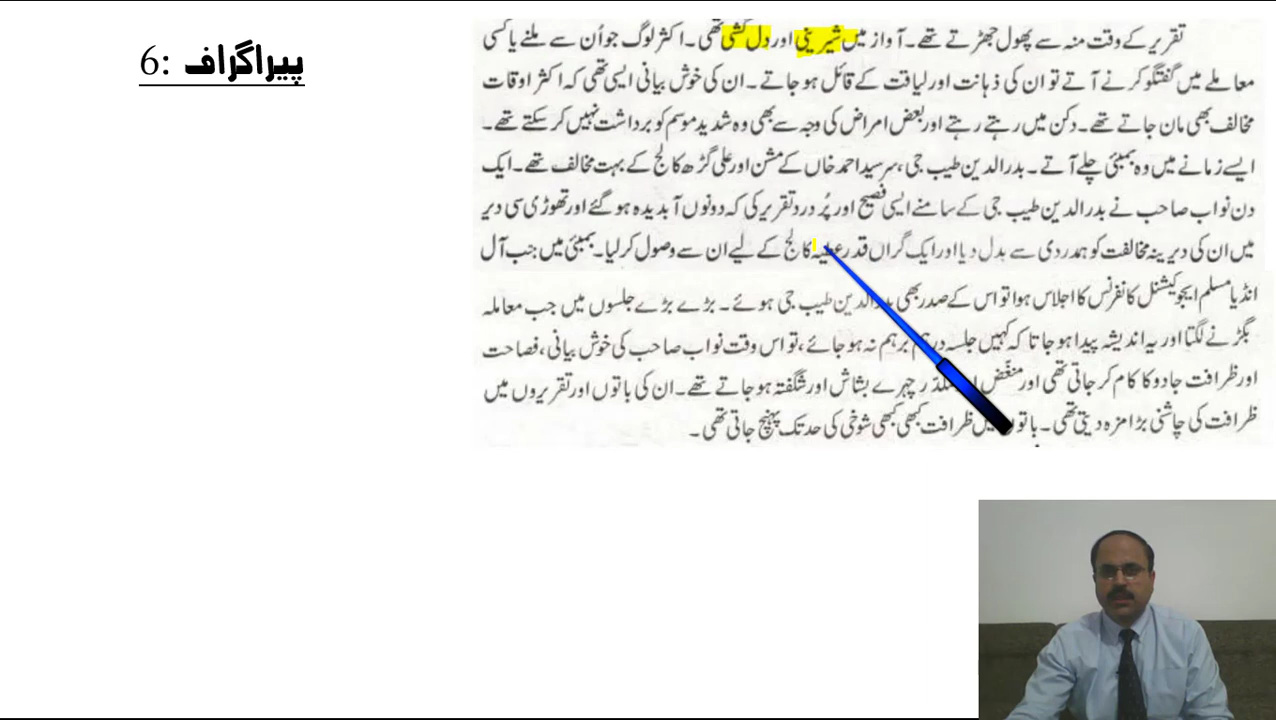 پیراگراف :6
تقریر کے وقت منہ سے پھول جھڑتے تھے۔ آواز میں شیرینی اور دل کشی تھی۔ اکثر لوگ جو اُن سے ملنے یا کسی
معاملے میں گفتگو کرنے آتے تو ان کی ذہانت اور لیاقت کے قائل ہو جاتے۔ ان کی خوش بیانی ایسی تھی کہ اکثر اوقات
مخالف بھی مان جاتے تھے۔ دکن میں رہتے رہتے اور بعض امراض کی وجہ سے بھی وہ شدید موسم کو برداشت نہیں کر سکتے تھے۔
ایسے زمانے میں وہ بمبئی چلے آتے۔ بدر الدین طیب جی، سرسید احمد خاں کے مشن اور علی گڑھ کالج کے بہت مخالف تھے۔ ایک
دن نواب صاحب نے بدر الدین طیب جی کے سامنے ایسی فصیح اور پُر درد تقریر کی کہ دونوں آبدیدہ ہو گئے اور تھوڑی سی دیر
میں ان کی دیرینہ مخالفت کو ہمدردی سے بدل دیا اور ایک گراں قدر عطیہ کالج کے لیے ان سے وصول کر لیا۔ بمبئی میں جب آل
انڈیا مسلم ایجوکیشنل کانفرنس کا اجلاس ہوا تو اس کے صدر بھی بدر الدین طیب جی ہوئے۔ بڑے بڑے جلسوں میں جب معاملہ
بگڑنے لگتا اور یہ اندیشہ پیدا ہو جاتا کہ کہیں جلسہ درہم برہم نہ ہو جائے، تو اس وقت نواب صاحب کی خوش بیانی، فصاحت
اور ظرافت جادو کا کام کر جاتی تھی اور منغّض چہرے بشاش اور شگفتہ ہو جاتے تھے۔ ان کی باتوں اور تقریروں میں
ظرافت کی چاشنی بڑا مزہ دیتی تھی۔ باتوں میں ظرافت کبھی کبھی شوخی کی حد تک پہنچ جاتی تھی۔